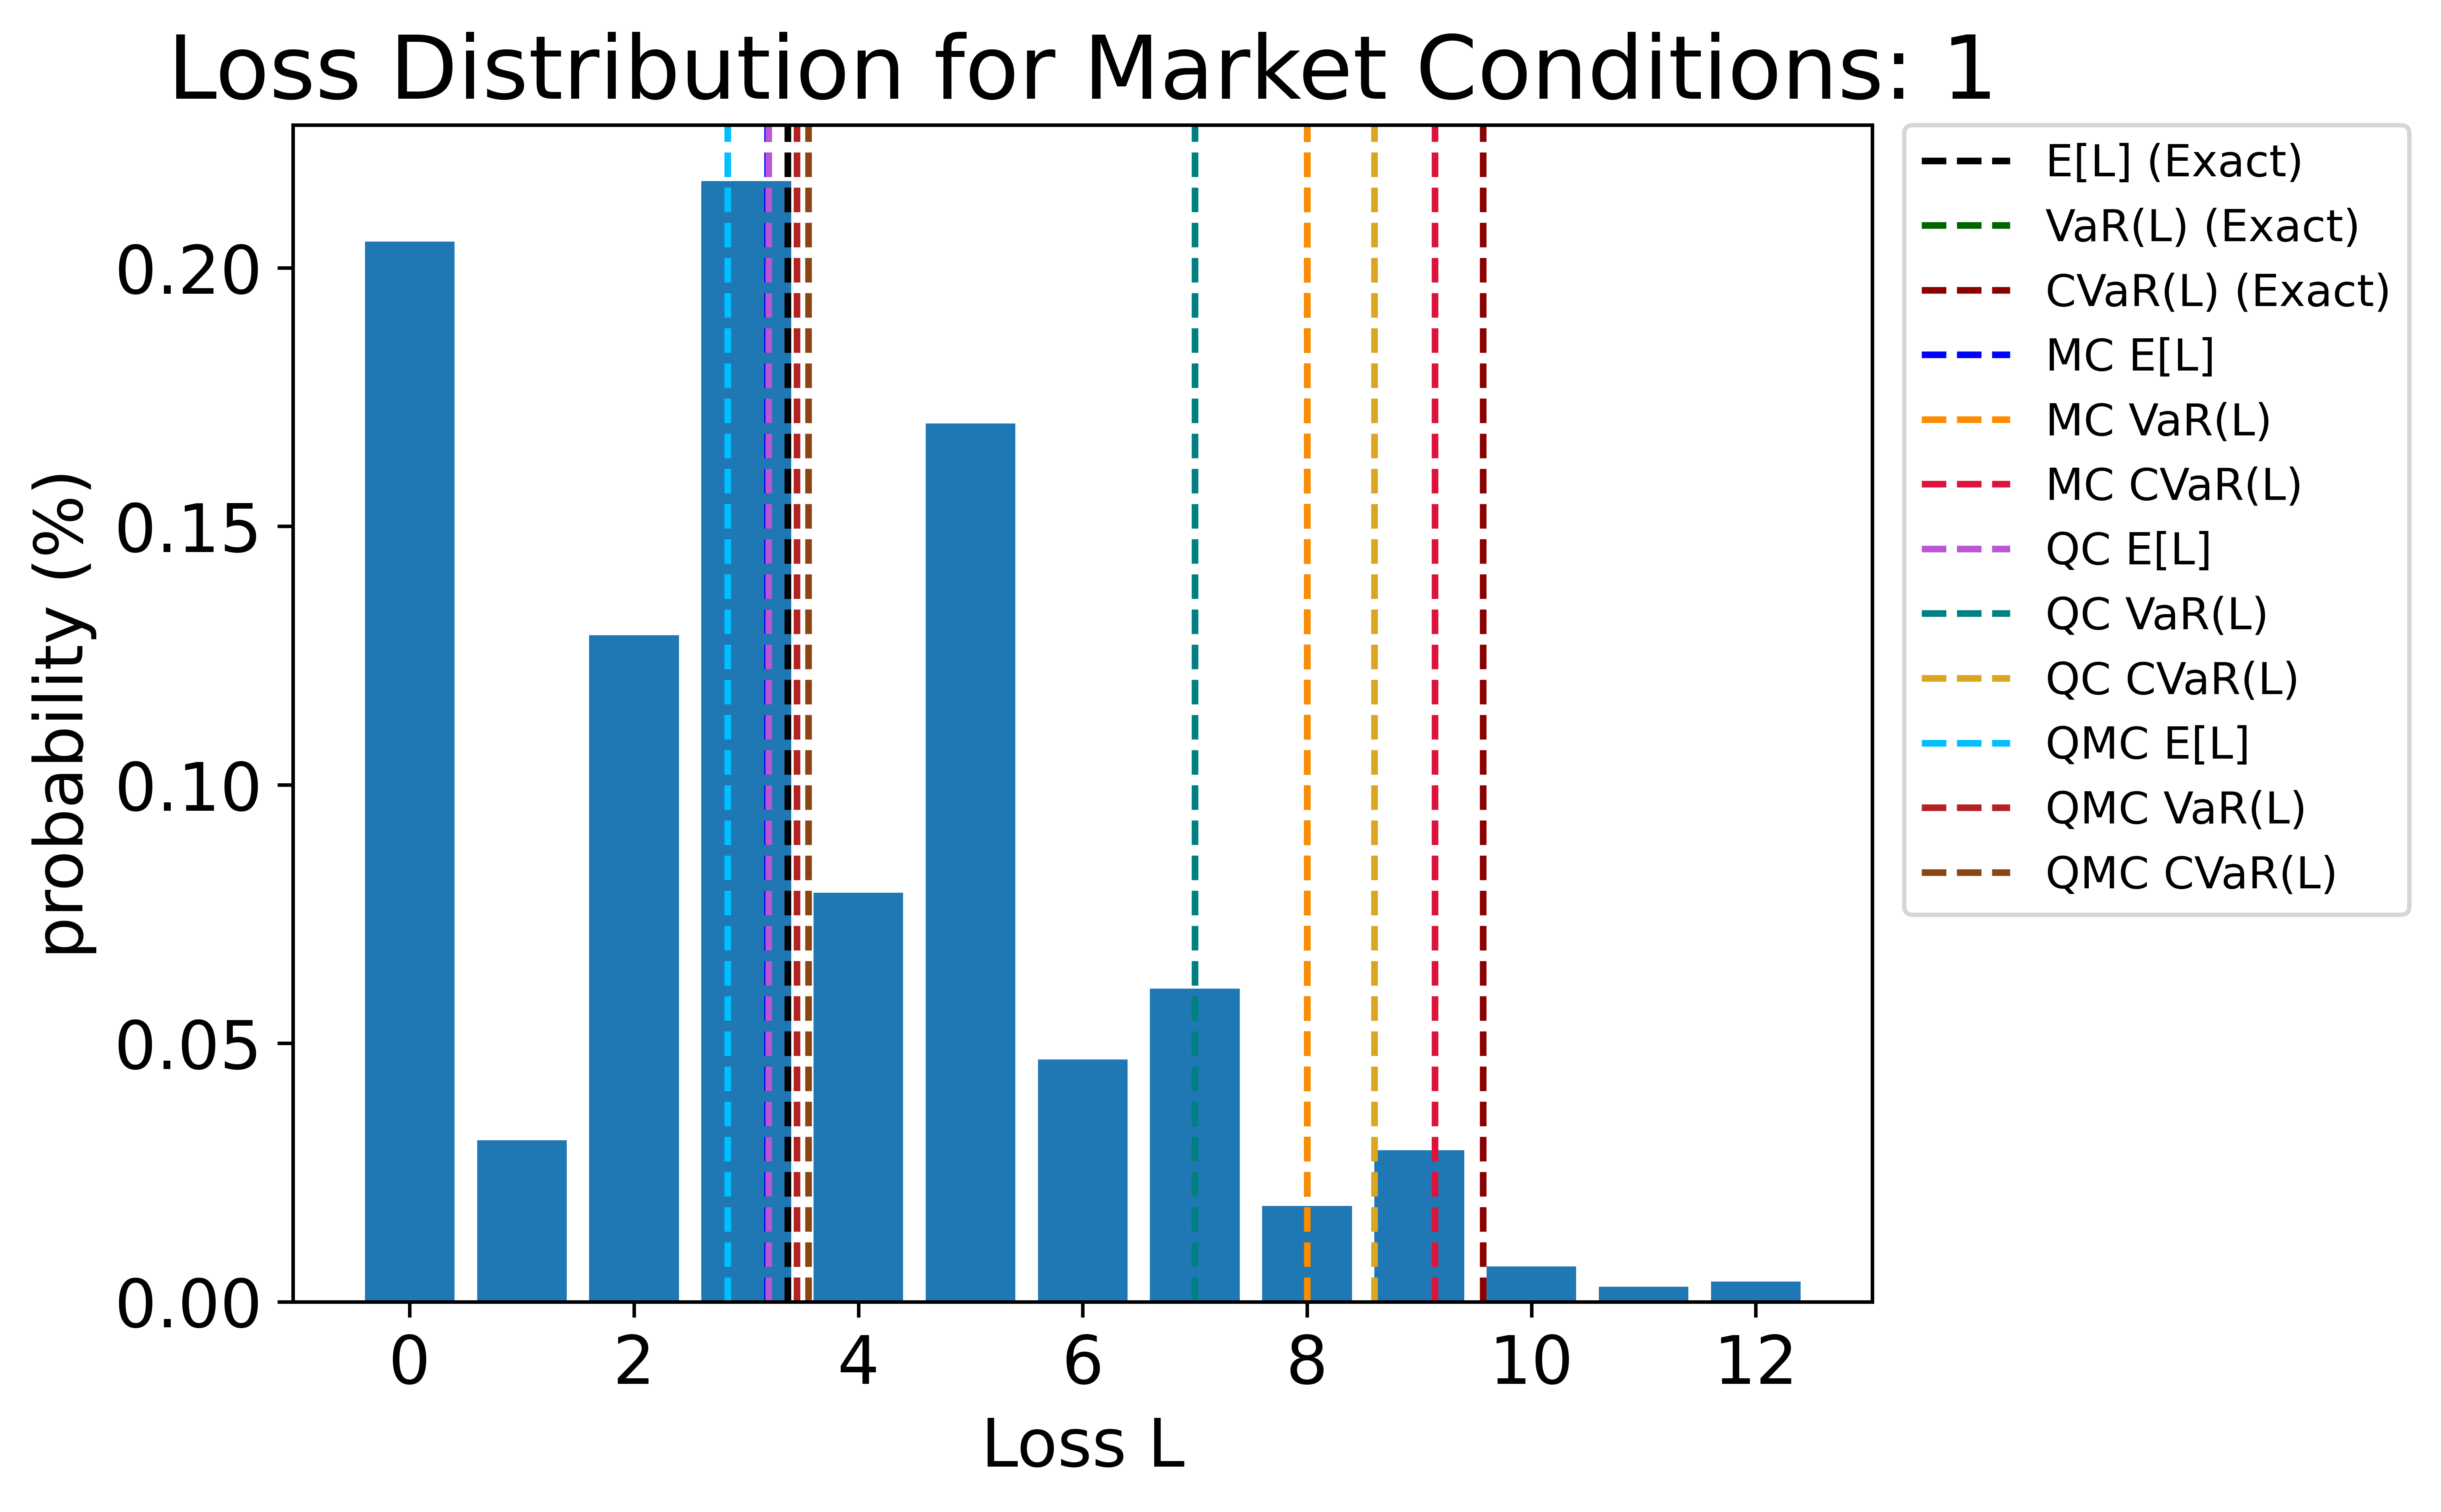 Loss Distribution for Market Conditions: 1
probability (%)
0.20
0.15
0.10
0.05
0.00
0 2 4 6 8 10 12
Loss L
E[L] (Exact)
VaR(L) (Exact)
CVaR(L) (Exact)
MC E[L]
MC VaR(L)
MC CVaR(L)
QC E[L]
QC VaR(L)
QC CVaR(L)
QMC E[L]
QMC VaR(L)
QMC CVaR(L)